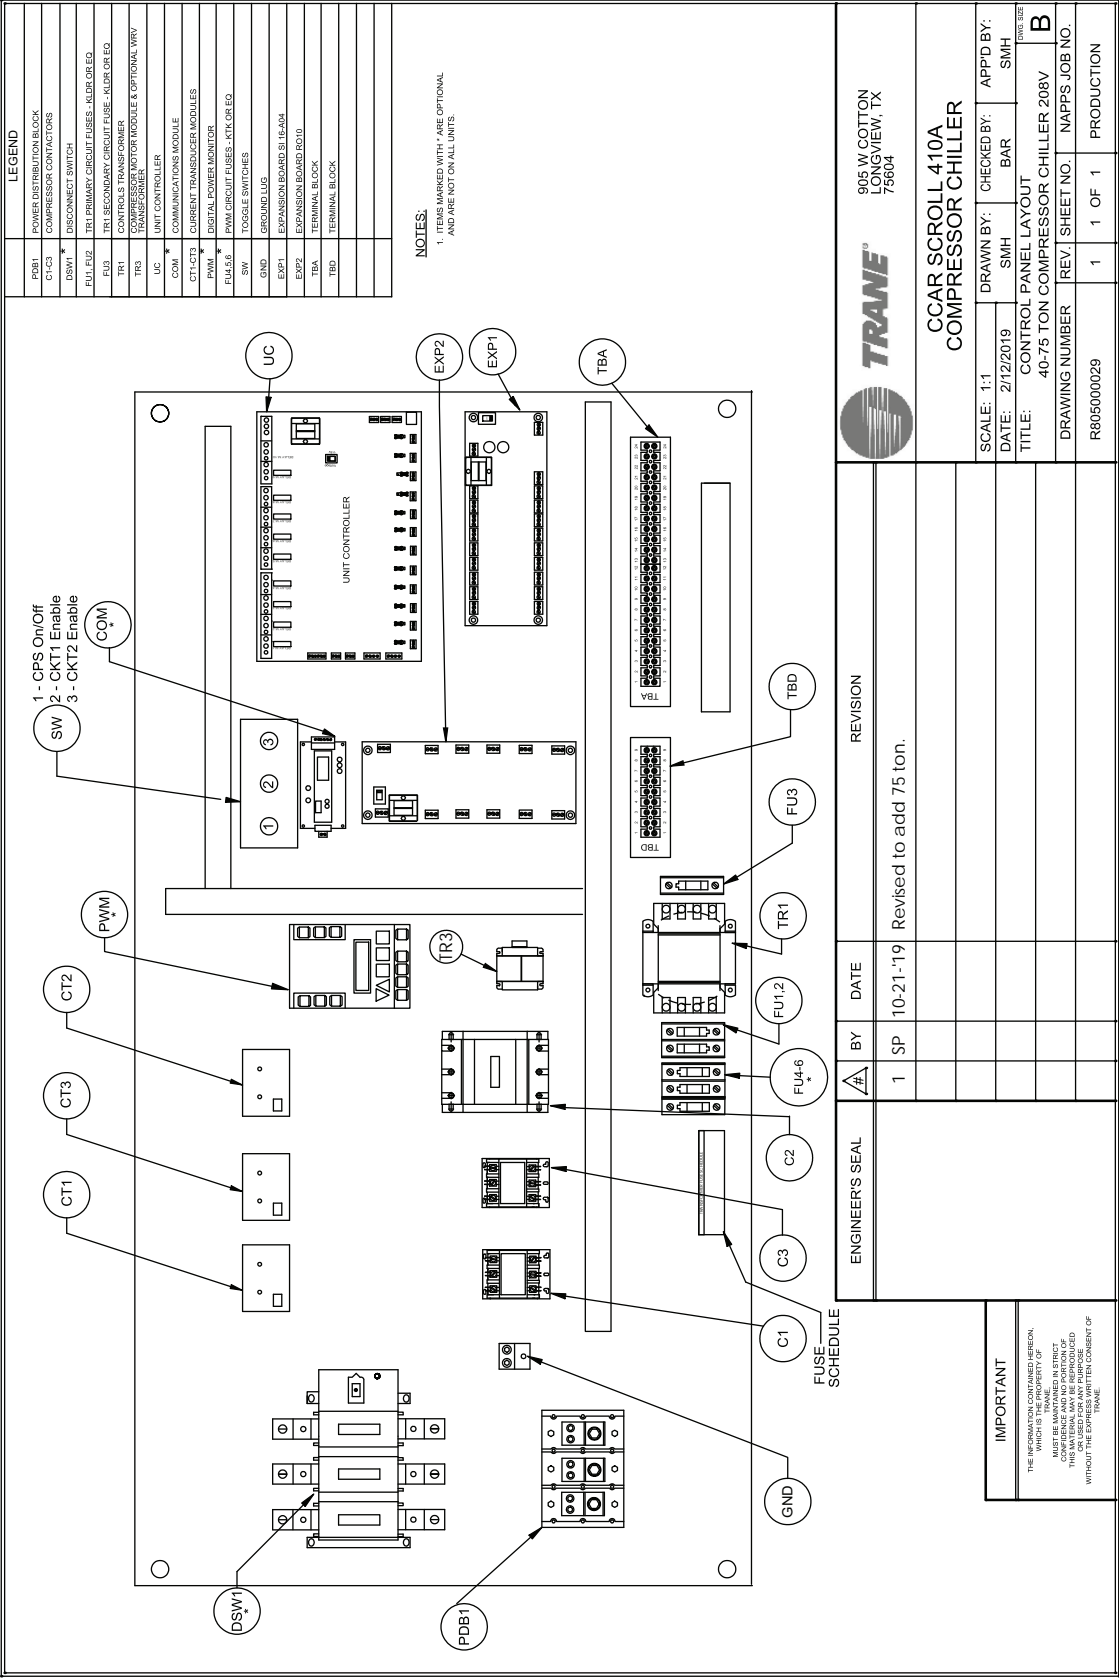 LEGEND
PDB1 POWER DISTRIBUTION BLOCK
C1-C3 COMPRESSOR CONTACTORS
DSW1 * DISCONNECT SWITCH
FU1, FU2 TR1 PRIMARY CIRCUIT FUSES - KLDR OR EQ
FU3 TR1 SECONDARY CIRCUIT FUSE - KLDR OR EQ
TR1 CONTROLS TRANSFORMER
TR3 COMPRESSOR MOTOR MODULE & OPTIONAL WRV
TRANSFORMER
UC UNIT CONTROLLER
COM * COMMUNICATIONS MODULE
CT1-CT3 CURRENT TRANSDUCER MODULES
PWM * DIGITAL POWER MONITOR
FU4,5,6 * PWM CIRCUIT FUSES - KTK OR EQ
SW TOGGLE SWITCHES
GND GROUND LUG
EXP1 EXPANSION BOARD SI16-A04
EXP2 EXPANSION BOARD RO10
TBA TERMINAL BLOCK
TBD TERMINAL BLOCK
NOTES:
1. ITEMS MARKED WITH * ARE OPTIONAL
AND ARE NOT ON ALL UNITS.
1 - CPS On/Off
2 - CKT1 Enable
3 - CKT2 Enable
SW
COM
*
UC
EXP2
EXP1
TBA
TBD
FU3
TR1
FU1,2
FU4-6
*
C2
C3
C1
FUSE
SCHEDULE
GND
PDB1
DSW1
*
CT1
CT3
CT2
PWM
*
TR3
1
2
3
UNIT CONTROLLER
TBA
TBD
TRANE®
905 W COTTON
LONGVIEW, TX
75604
CCAR SCROLL 410A
COMPRESSOR CHILLER
SCALE: 1:1
DATE: 2/12/2019
DRAWN BY:
SMH
CHECKED BY:
BAR
APP'D BY:
SMH
TITLE: CONTROL PANEL LAYOUT
40-75 TON COMPRESSOR CHILLER 208V
DWG. SIZE
B
DRAWING NUMBER REV. SHEET NO. NAPPS JOB NO.
R805000029 1 1 OF 1 PRODUCTION
ENGINEER'S SEAL
# BY DATE REVISION
1 SP 10-21-'19 Revised to add 75 ton.
IMPORTANT
THE INFORMATION CONTAINED HEREON,
WHICH IS THE PROPERTY OF
TRANE,
MUST BE MAINTAINED IN STRICT
CONFIDENCE AND NO PORTION OF
THIS MATERIAL MAY BE REPRODUCED
OR USED FOR ANY PURPOSE
WITHOUT THE EXPRESS WRITTEN CONSENT OF
TRANE.